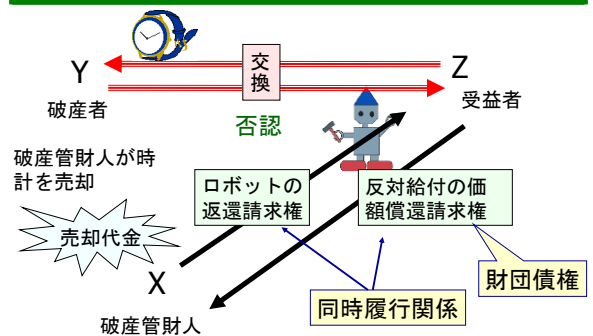 Y
破産者
交換
否認
Z
受益者
破産管財人が時
計を売却
売却代金
ロボットの
返還請求権
反対給付の価
額償還請求権
X
破産管財人
同時履行関係
財団債権